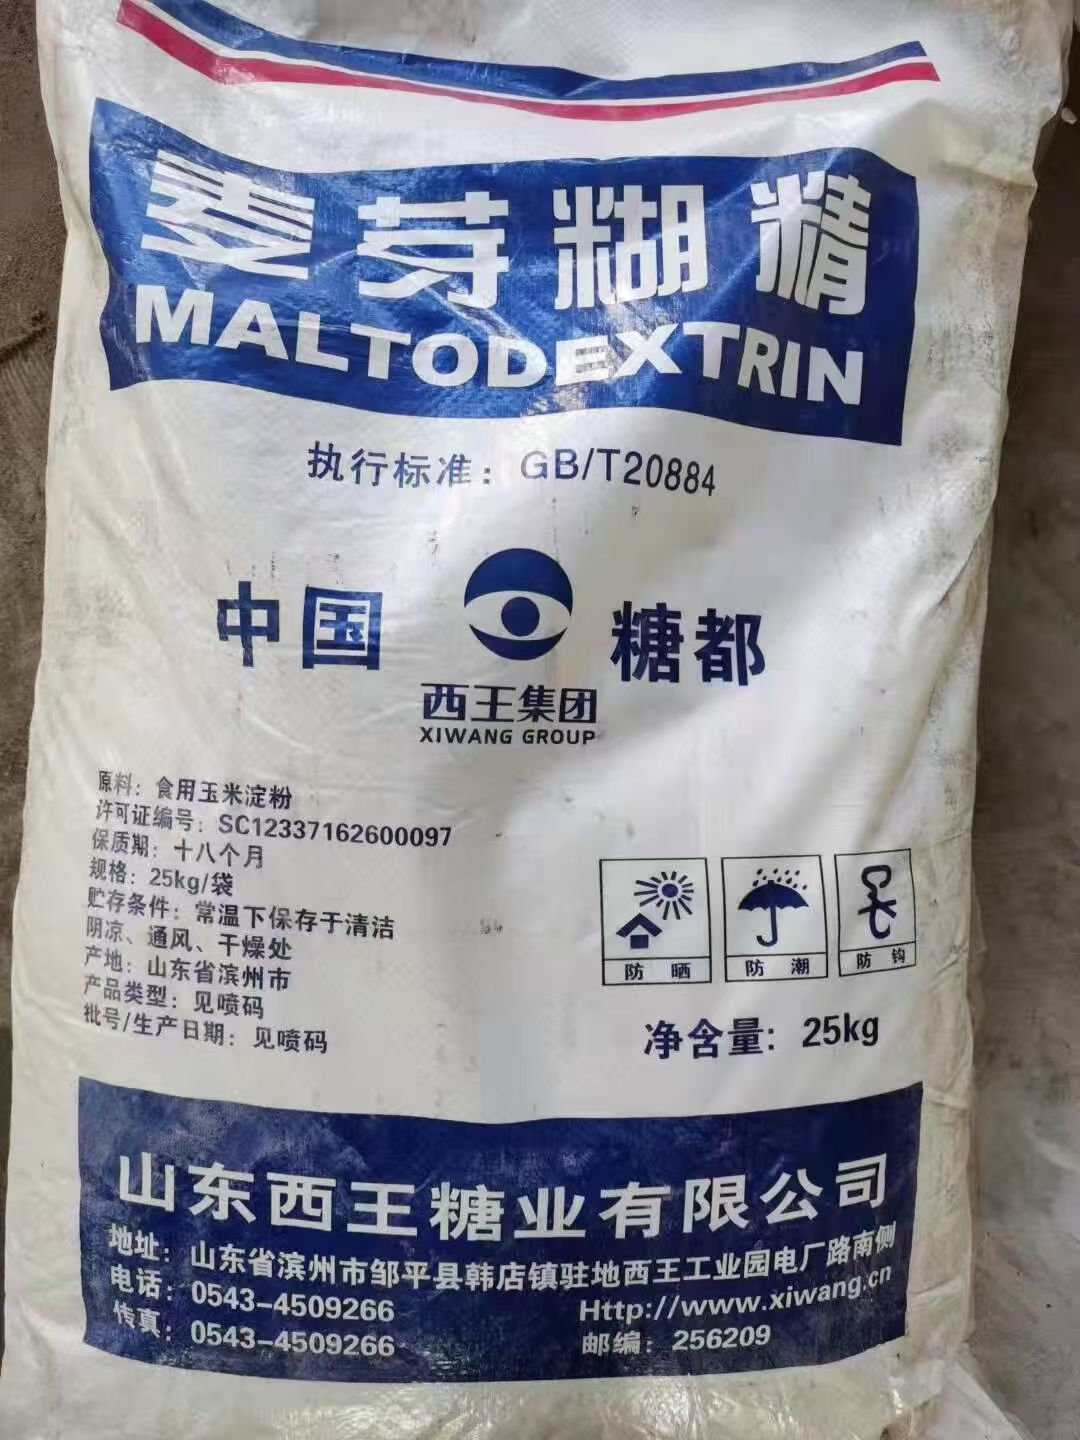 麦芽糊精
MALTODEXTRIN
执行标准：GB/T20884
中国 糖都
西王集团
XIWANG GROUP
原料：食用玉米淀粉
许可证编号：SC12337162600097
保质期：十八个月
规格：25kg/袋
贮存条件：常温下保存于清洁
阴凉、通风、干燥处
产地：山东省滨州市
产品类型：见喷码
批号/生产日期：见喷码
防晒 防潮 防钩
净含量：25kg
山东西王糖业有限公司
地址：山东省滨州市邹平县韩店镇驻地西王工业园电厂路南侧
电话：0543-4509266 Http://www.xiwang.cn
传真：0543-4509266 邮编：256209